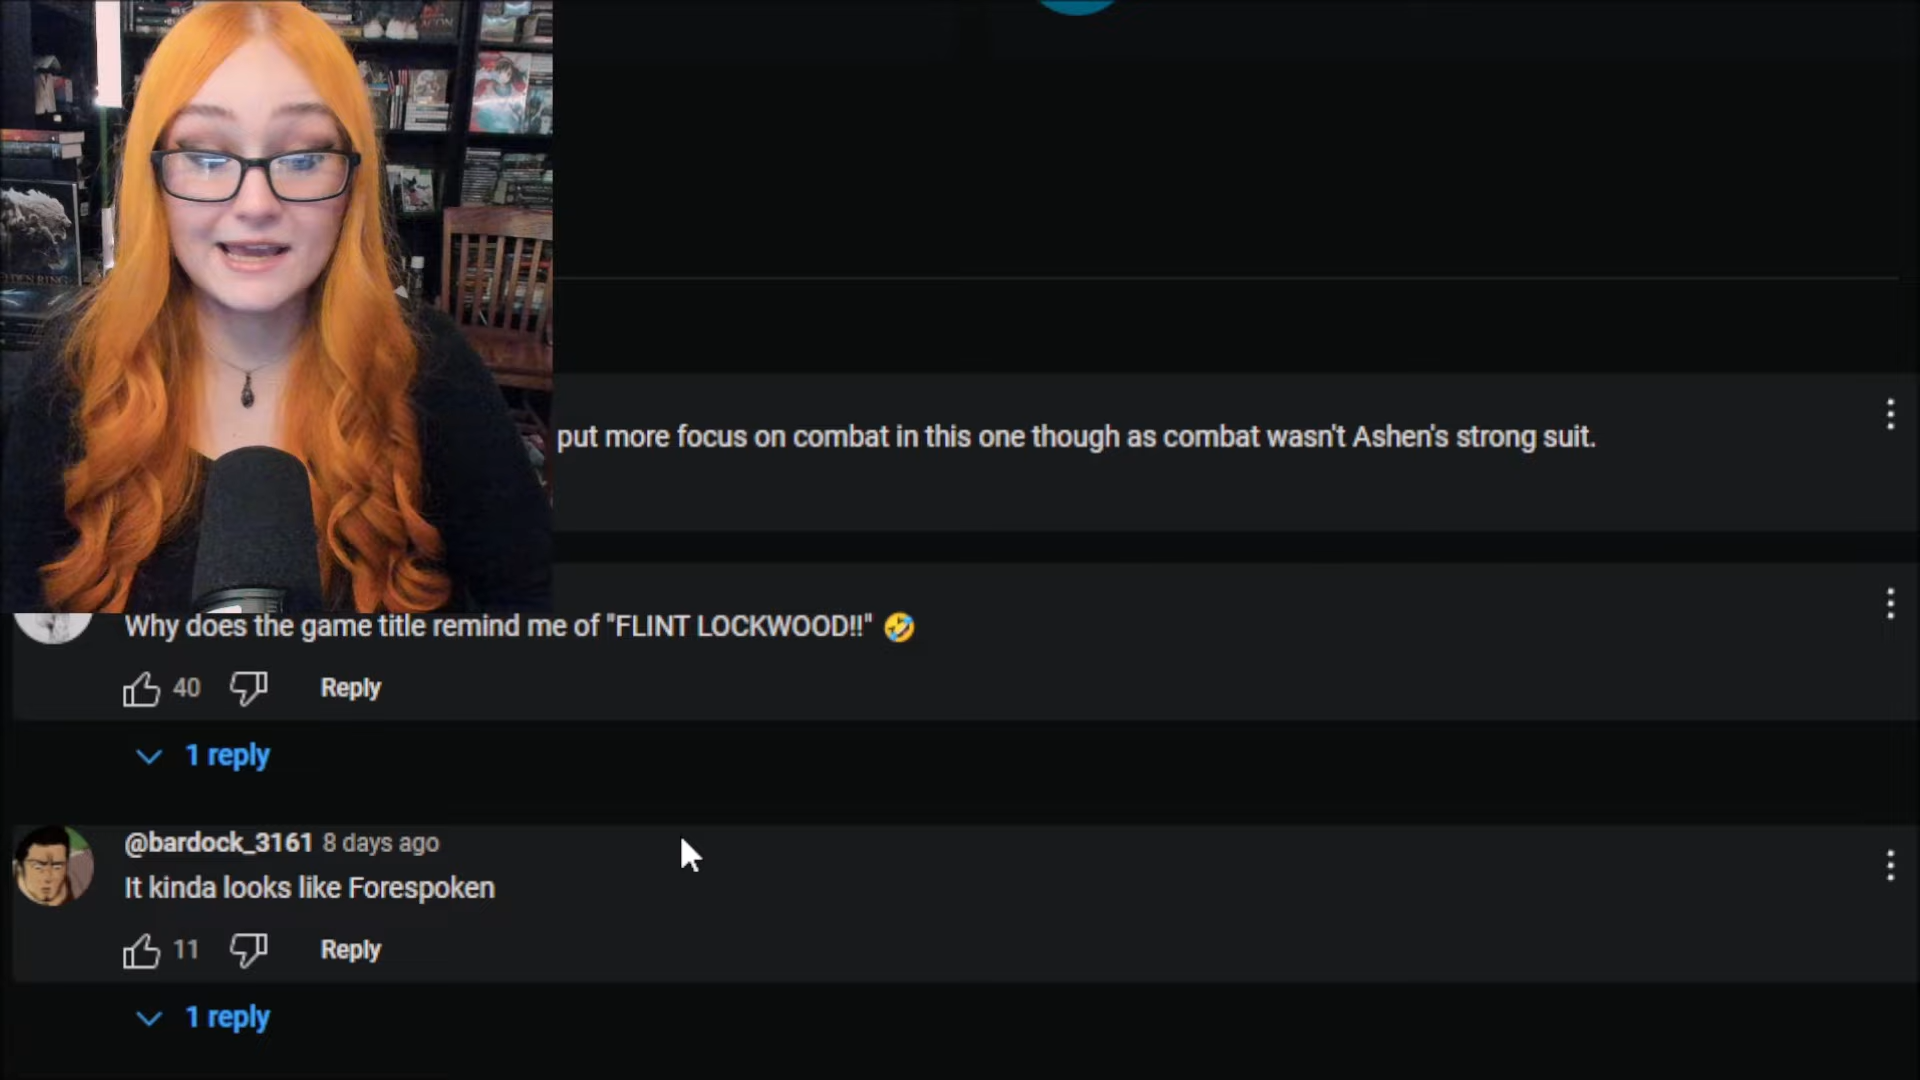 ELDEN RING
put more focus on combat in this one though as combat wasn't Ashen's strong suit.
Why does the game title remind me of "FLINT LOCKWOOD!!" 🤣
40
Reply
1 reply
@bardock_3161 8 days ago
It kinda looks like Forespoken
11
Reply
1 reply